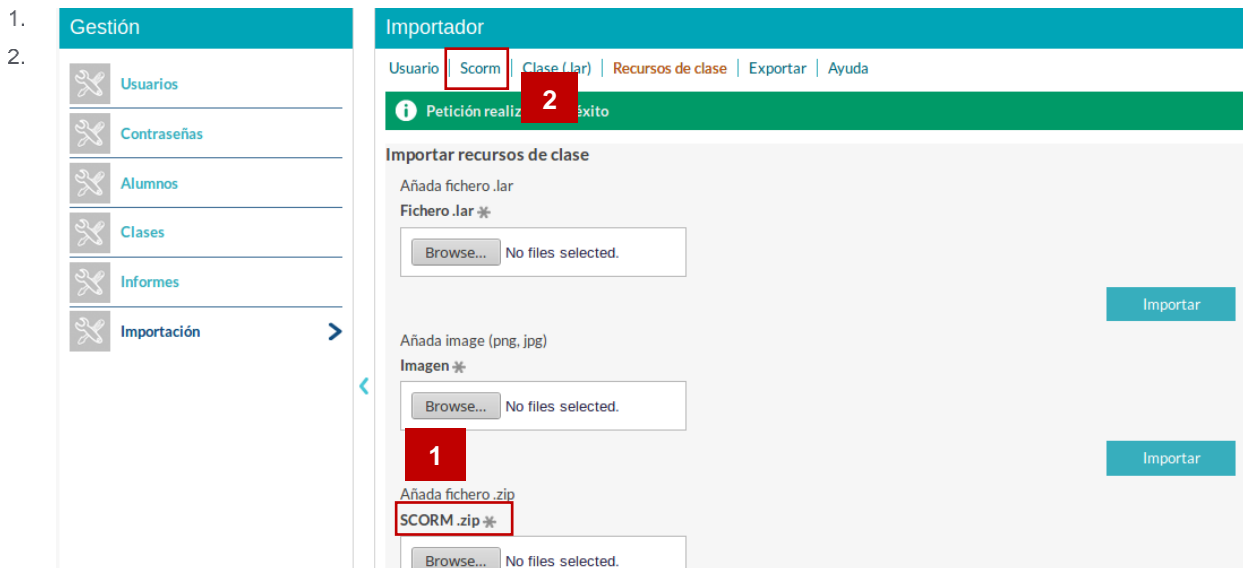 1.
2.
Gestión
Usuarios
Contraseñas
Alumnos
Clases
Informes
Importación
Importador
Usuario | Scorm | Clase (.lar) | Recursos de clase | Exportar | Ayuda
2
Petición realiz éxito
Importar recursos de clase
Añada fichero .lar
Fichero .lar *
Browse... No files selected.
Importar
Añada image (png, jpg)
Imagen *
Browse... No files selected.
1
Importar
Añada fichero .zip
SCORM .zip *
Browse... No files selected.